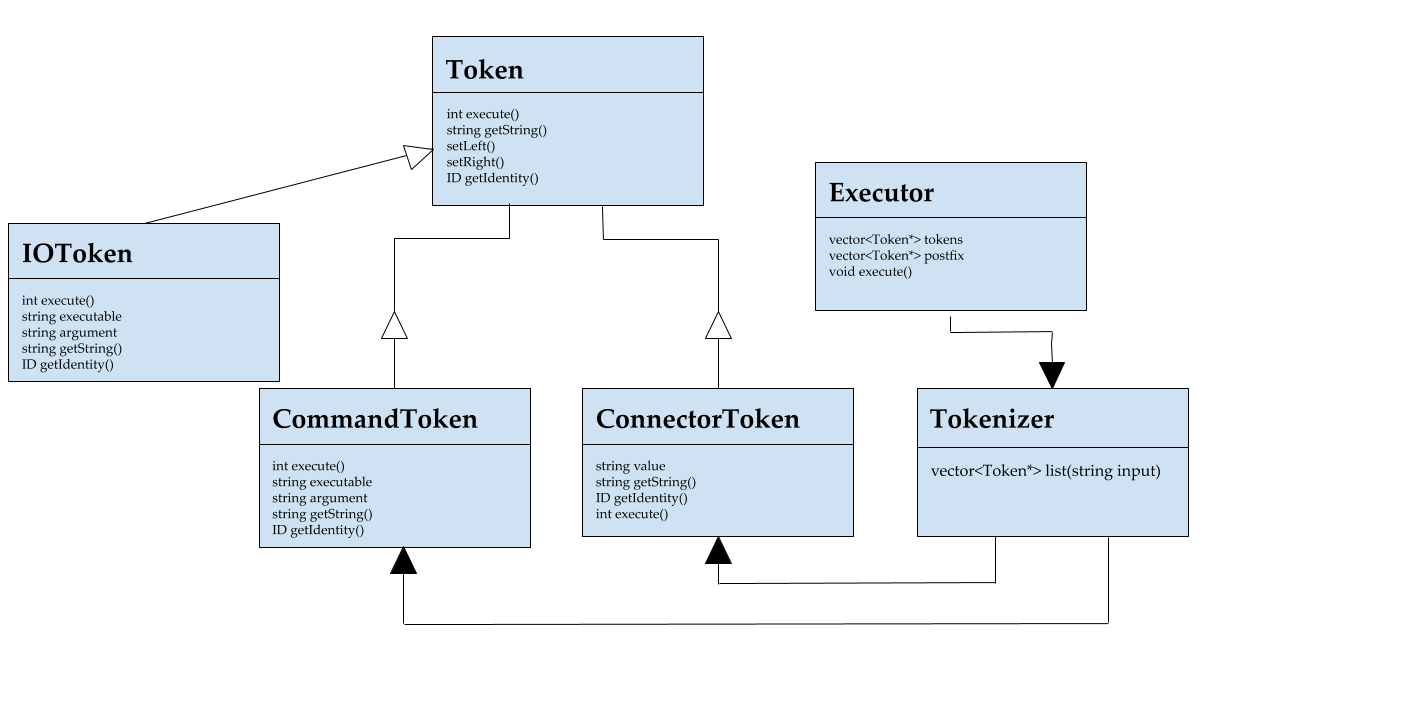 Token
int execute()
string getString()
setLeft()
setRight()
ID getIdentity()
Executor
vector<Token*> tokens
vector<Token*> postfix
void execute()
IOToken
int execute()
string executable
string argument
string getString()
ID getIdentity()
CommandToken
int execute()
string executable
string argument
string getString()
ID getIdentity()
ConnectorToken
string value
string getString()
ID getIdentity()
int execute()
Tokenizer
vector<Token*> list(string input)